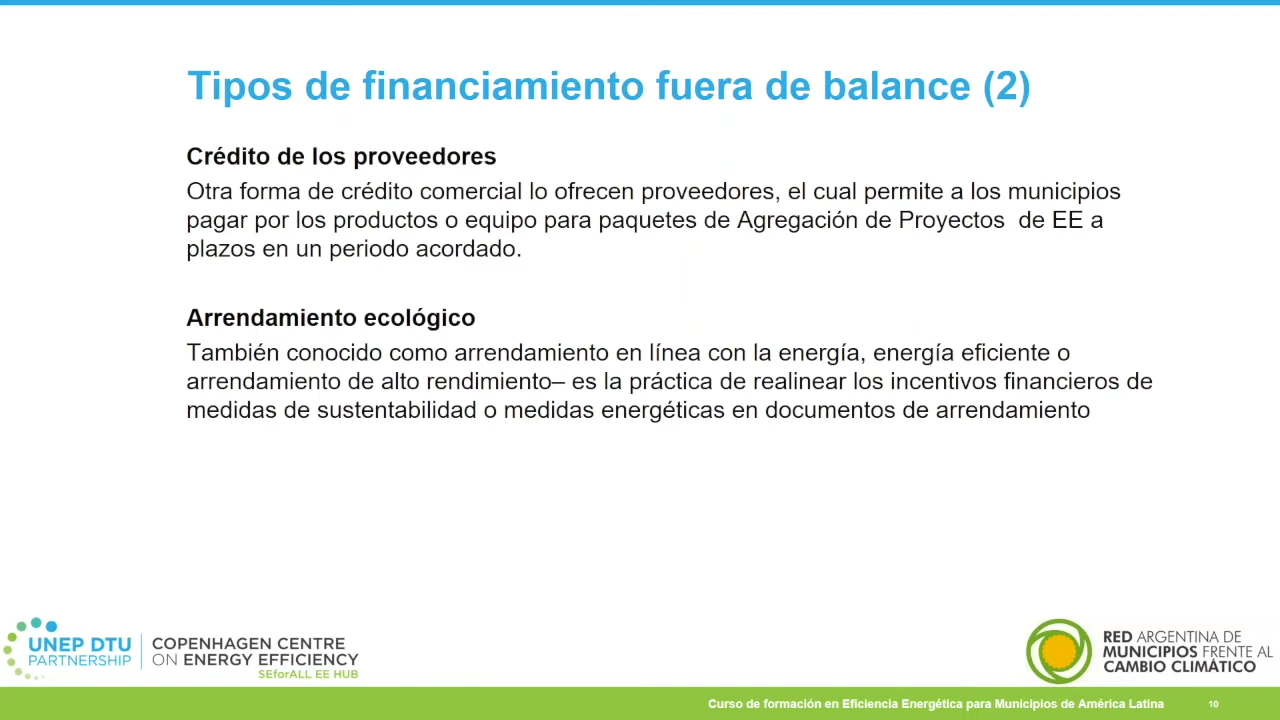 Tipos de financiamiento fuera de balance (2)
Crédito de los proveedores
Otra forma de crédito comercial lo ofrecen proveedores, el cual permite a los municipios
pagar por los productos o equipo para paquetes de Agregación de Proyectos  de EE a
plazos en un periodo acordado.
Arrendamiento ecológico
También conocido como arrendamiento en línea con la energía, energía eficiente o
arrendamiento de alto rendimiento– es la práctica de realinear los incentivos financieros de
medidas de sustentabilidad o medidas energéticas en documentos de arrendamiento
UNEP DTU
PARTNERSHIP
COPENHAGEN CENTRE
ON ENERGY EFFICIENCY
SEforALL EE HUB
RED ARGENTINA DE
MUNICIPIOS FRENTE AL
CAMBIO CLIMÁTICO
Curso de formación en Eficiencia Energética para Municipios de América Latina
10